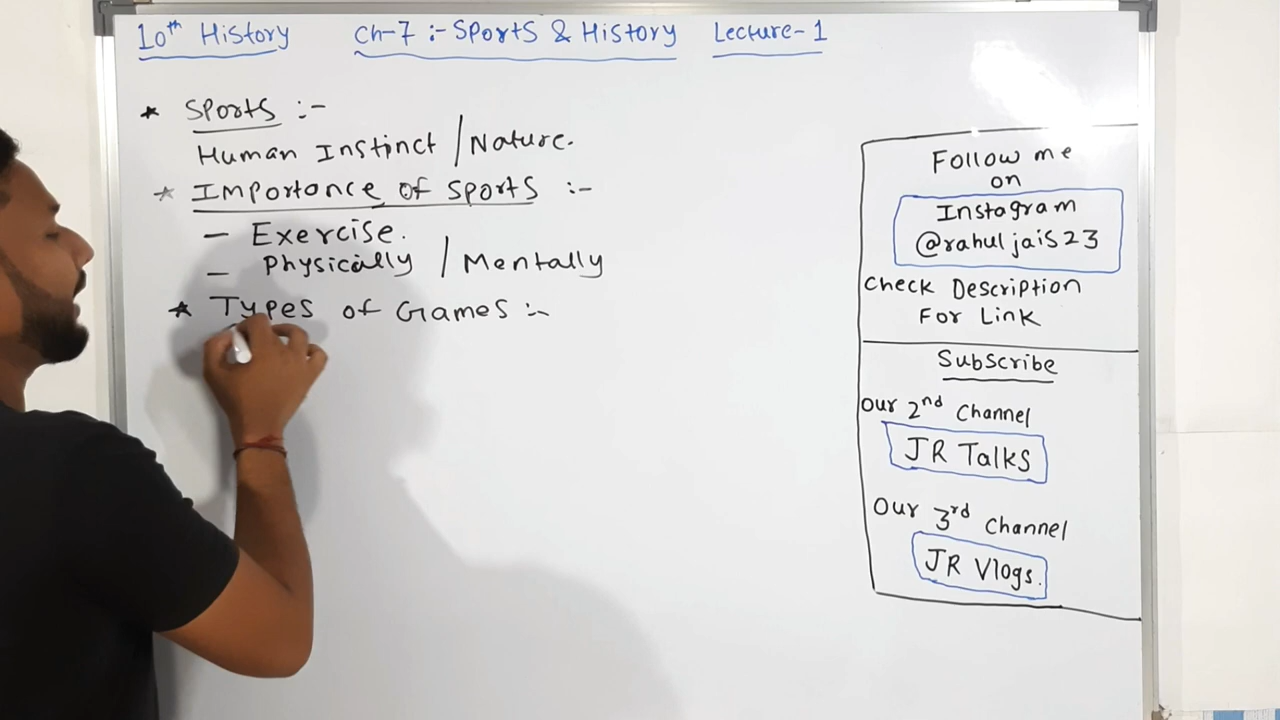 10th History Ch-7 :- Sports & History Lecture-1
* Sports :-
Human Instinct / Nature.
* Importance of Sports :-
- Exercise.
- Physically / Mentally
* Types of Games :-
Follow me
on
Instagram
@rahuljais23
Check Description
For Link
Subscribe
Our 2nd Channel
JR Talks
Our 3rd Channel
JR Vlogs.